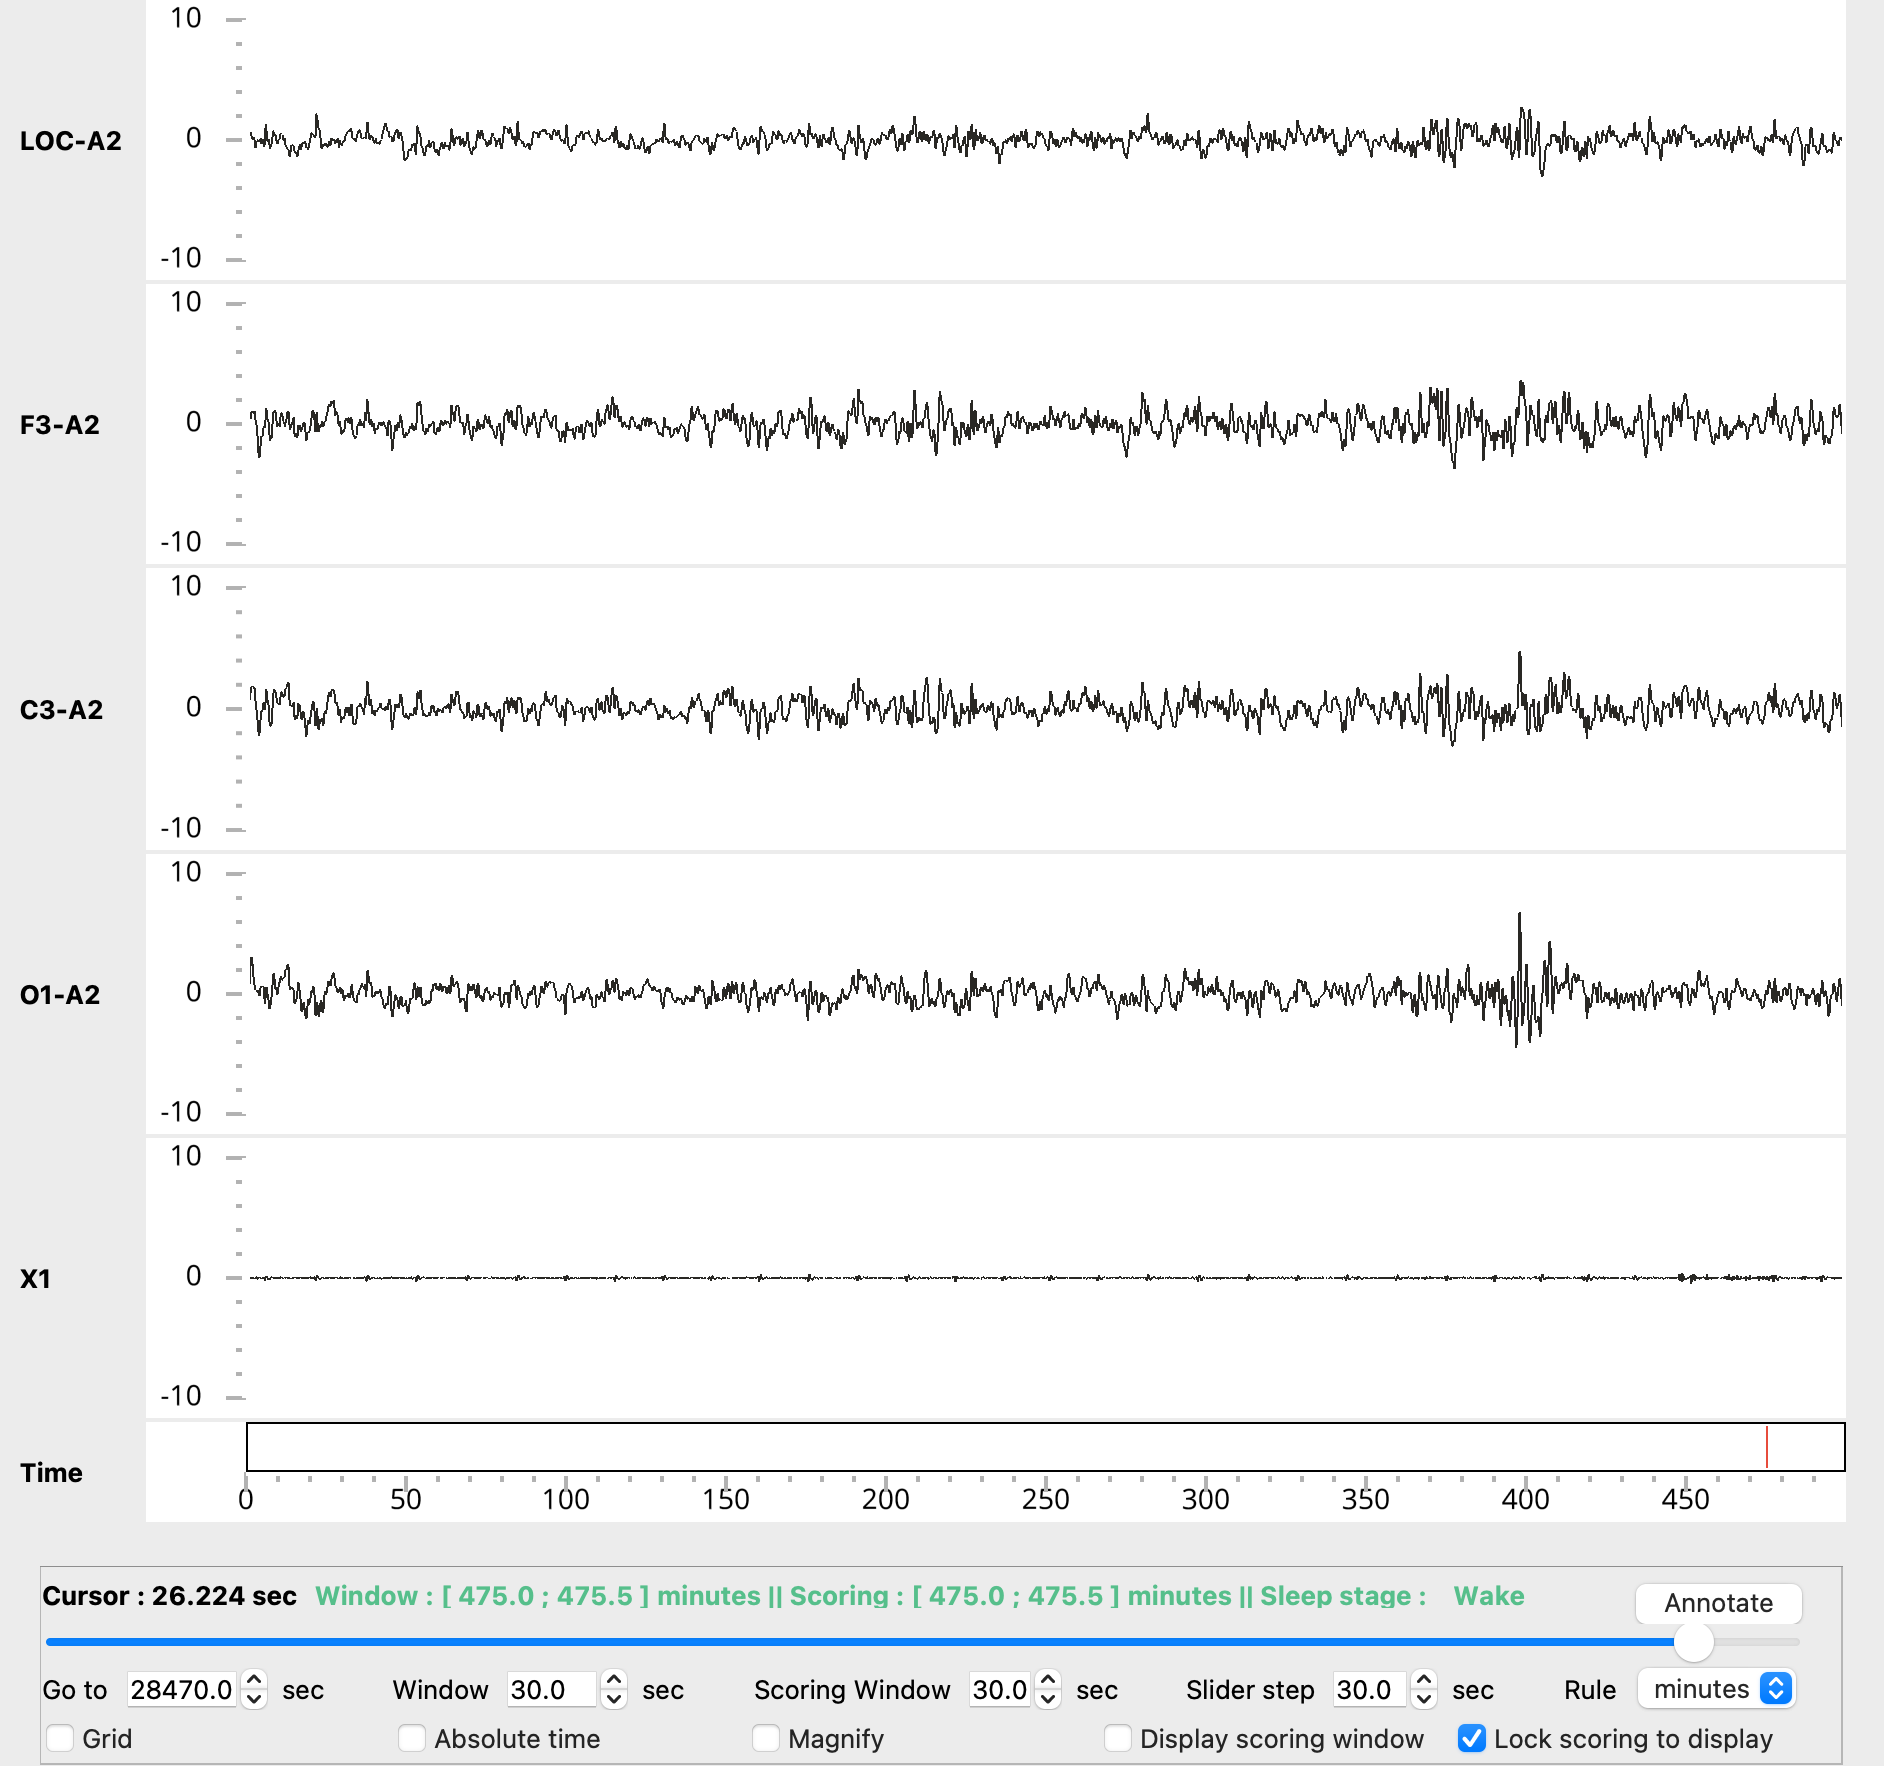 10
LOC-A2 0
-10
10
F3-A2 0
-10
10
C3-A2 0
-10
10
O1-A2 0
-10
10
X1 0
-10
Time
0 50 100 150 200 250 300 350 400 450
Cursor : 26.224 sec Window : [ 475.0 ; 475.5 ] minutes || Scoring : [ 475.0 ; 475.5 ] minutes || Sleep stage : Wake Annotate
Go to 28470.0 sec Window 30.0 sec Scoring Window 30.0 sec Slider step 30.0 sec Rule minutes
Grid Absolute time Magnify Display scoring window Lock scoring to display